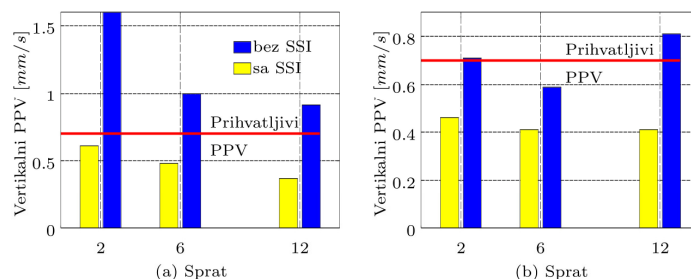 Vertikalni PPV [mm/s]
1.5
1
0.5
0
bez SSI
sa SSI
Prihvatljivi
PPV
2
6
12
(a) Sprat
Vertikalni PPV [mm/s]
0.8
0.6
0.4
0.2
0
Prihvatljivi
PPV
2
6
12
(b) Sprat